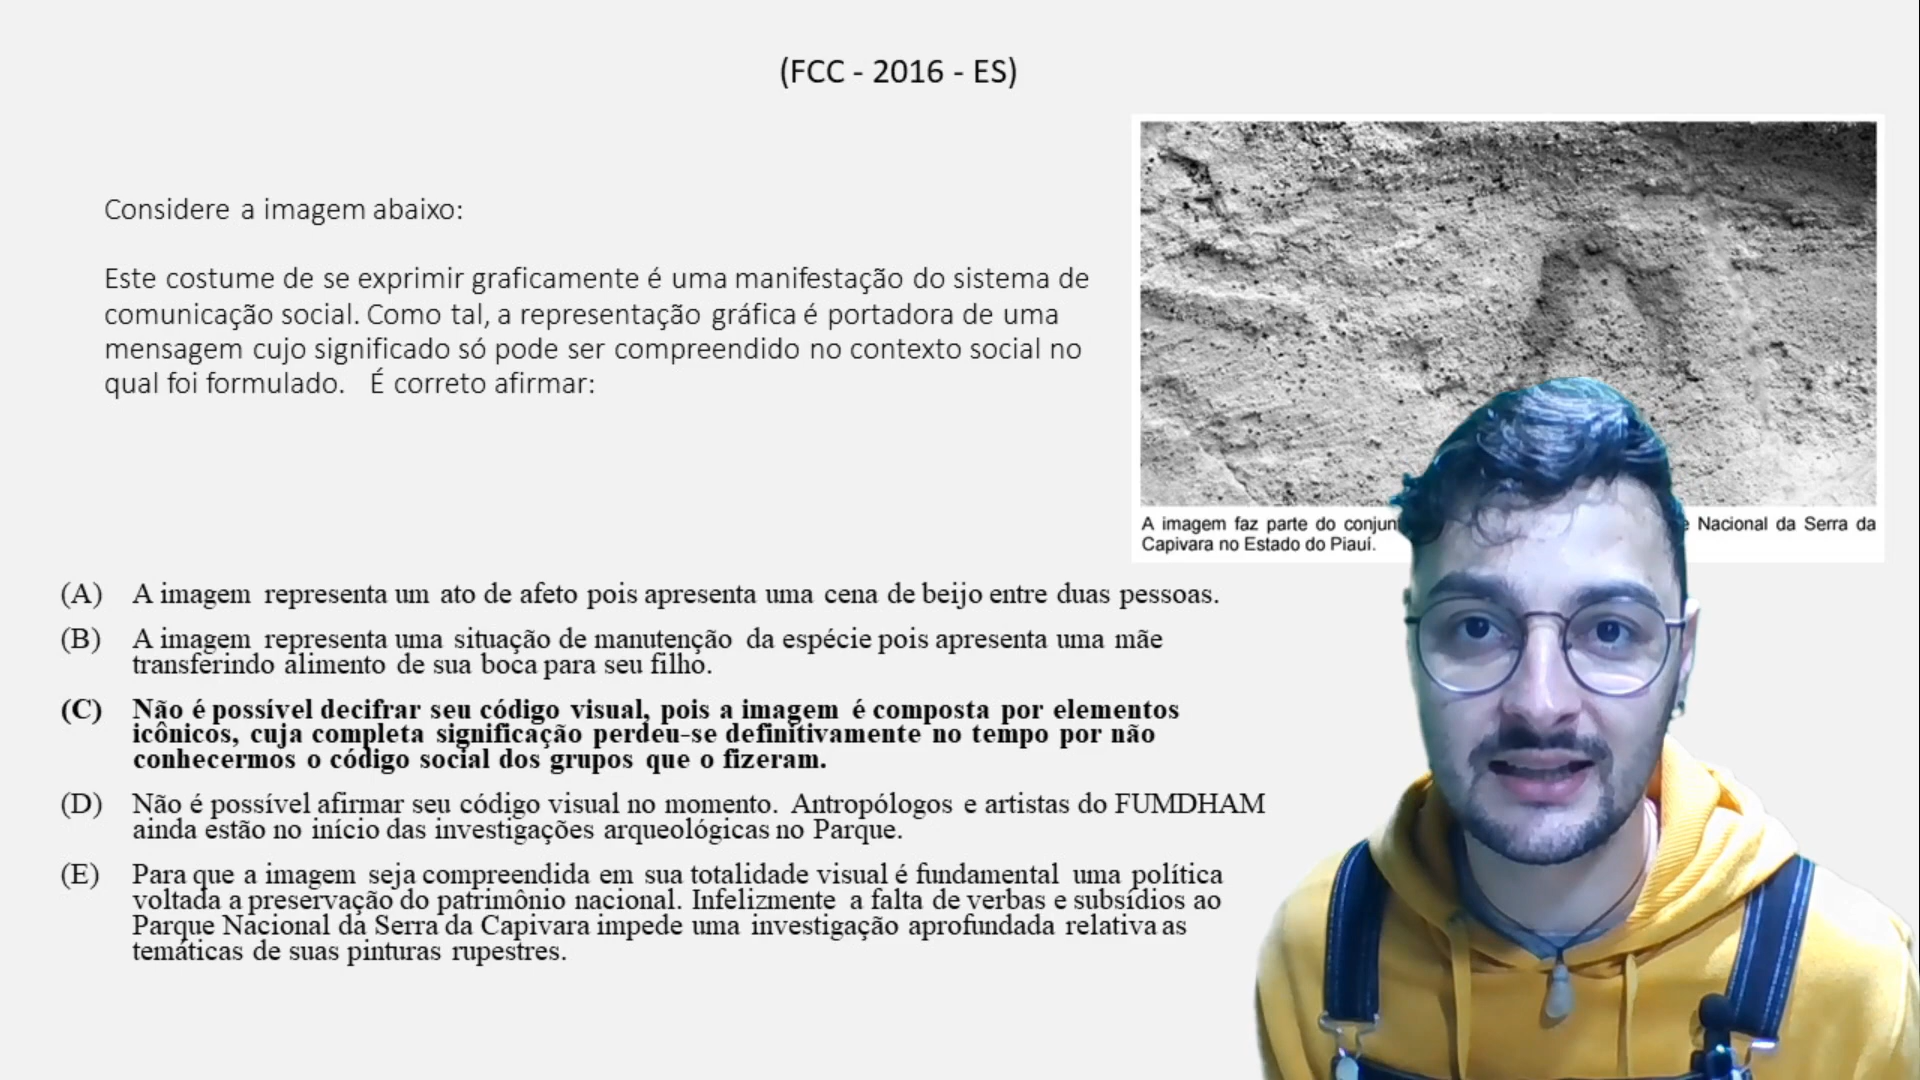 (FCC - 2016 - ES)
Considere a imagem abaixo:
Este costume de se exprimir graficamente é uma manifestação do sistema de
comunicação social. Como tal, a representação gráfica é portadora de uma
mensagem cujo significado só pode ser compreendido no contexto social no
qual foi formulado. É correto afirmar:
A imagem faz parte do Nacional da Serra da
Capivara no Estado do Piauí.
(A) A imagem representa um ato de afeto pois apresenta uma cena de beijo entre duas pessoas.
(B) A imagem representa uma situação de manutenção da espécie pois apresenta uma mãe
transferindo alimento de sua boca para seu filho.
(C) Não é possível decifrar seu código visual, pois a imagem é composta por elementos
icônicos, cuja completa significação perdeu-se definitivamente no tempo por não
conhecermos o código social dos grupos que o fizeram.
(D) Não é possível afirmar seu código visual no momento. Antropólogos e artistas do FUMDHAM
ainda estão no início das investigações arqueológicas no Parque.
(E) Para que a imagem seja compreendida em sua totalidade visual é fundamental uma política
voltada a preservação do patrimônio nacional. Infelizmente a falta de verbas e subsídios ao
Parque Nacional da Serra da Capivara impede uma investigação aprofundada relativa as
temáticas de suas pinturas rupestres.